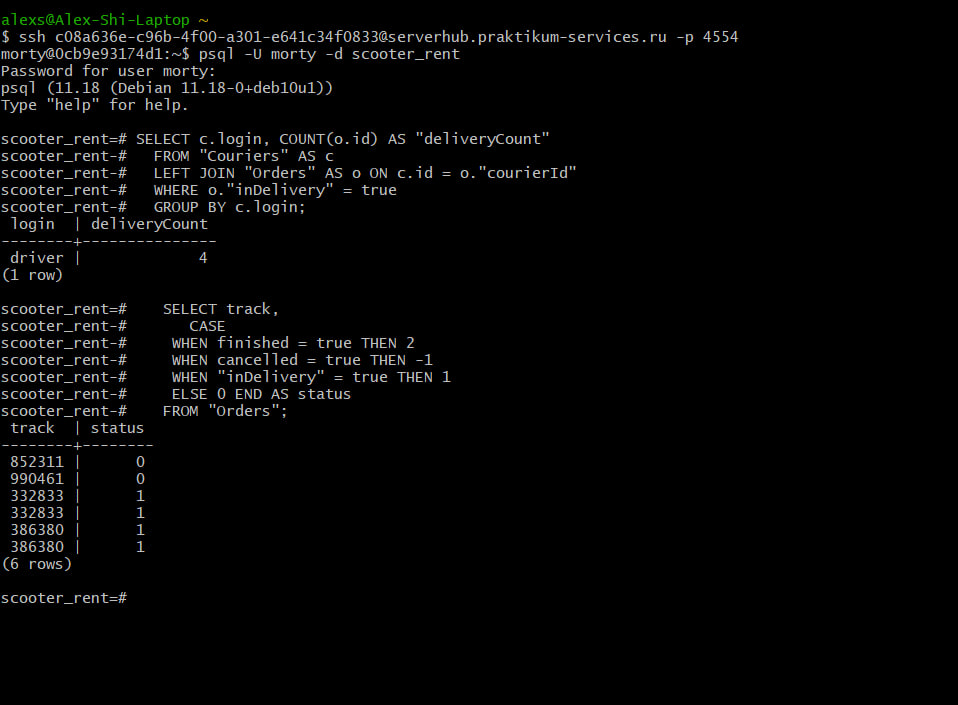 alexs@Alex-Shi-Laptop ~
$ ssh c08a636e-c96b-4f00-a301-e641c34f0833@serverhub.praktikum-services.ru -p 4554
morty@0cb9e93174d1:~$ psql -U morty -d scooter_rent
Password for user morty:
psql (11.18 (Debian 11.18-0+deb10u1))
Type "help" for help.
scooter_rent=# SELECT c.login, COUNT(o.id) AS "deliveryCount"
scooter_rent-#   FROM "Couriers" AS c
scooter_rent-#   LEFT JOIN "Orders" AS o ON c.id = o."courierId"
scooter_rent-#   WHERE o."inDelivery" = true
scooter_rent-#   GROUP BY c.login;
 login  | deliveryCount
--------+---------------
 driver |             4
(1 row)
scooter_rent=#    SELECT track,
scooter_rent-#       CASE
scooter_rent-#     WHEN finished = true THEN 2
scooter_rent-#     WHEN cancelled = true THEN -1
scooter_rent-#     WHEN "inDelivery" = true THEN 1
scooter_rent-#     ELSE 0 END AS status
scooter_rent-#    FROM "Orders";
 track  | status
--------+--------
 852311 |      0
 990461 |      0
 332833 |      1
 332833 |      1
 386380 |      1
 386380 |      1
(6 rows)
scooter_rent=#